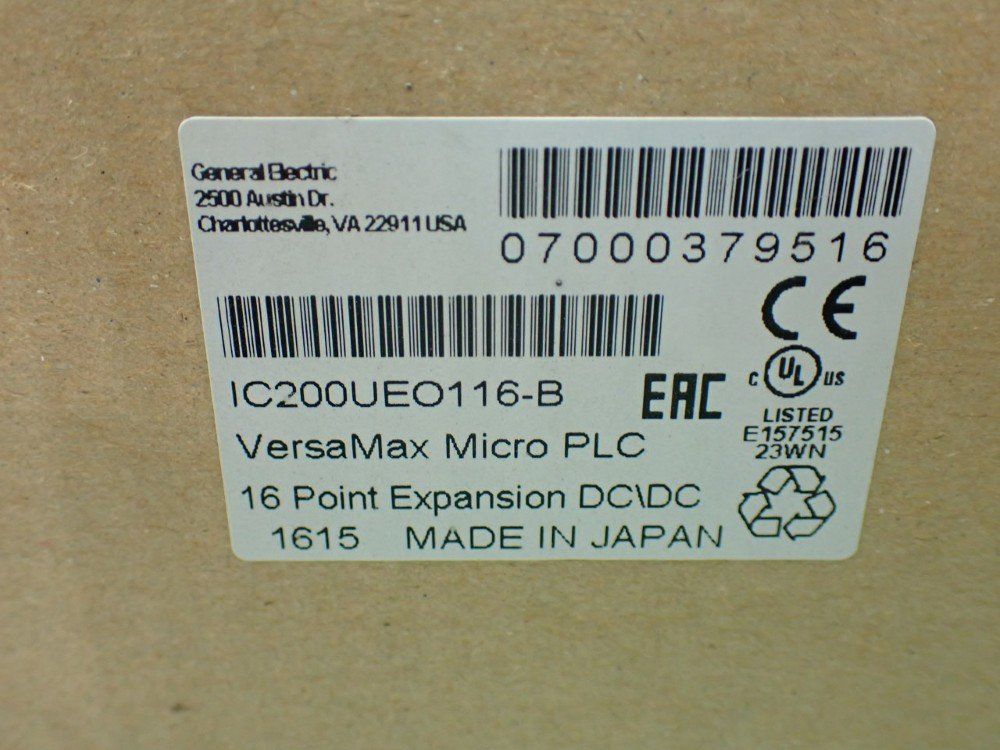 General Electric
2500 Austin Dr.
Charlottesville, VA 22911 USA
07000379516
IC200UEO116-B
VersaMax Micro PLC
16 Point Expansion DC\DC
1615 MADE IN JAPAN
CE
EAC
C UL US
LISTED
E157515
23WN